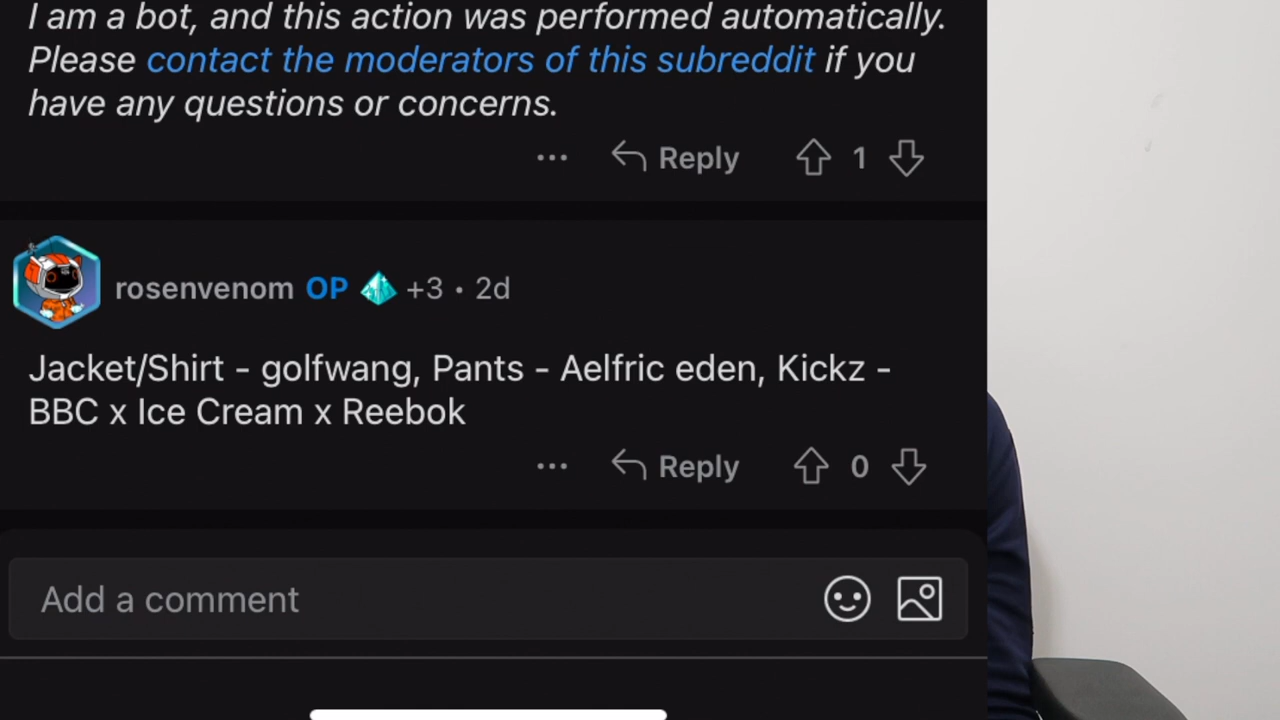 I am a bot, and this action was performed automatically.
Please contact the moderators of this subreddit if you
have any questions or concerns.
... Reply 1
rosenvenom OP +3 • 2d
Jacket/Shirt - golfwang, Pants - Aelfric eden, Kickz -
BBC x Ice Cream x Reebok
... Reply 0
Add a comment